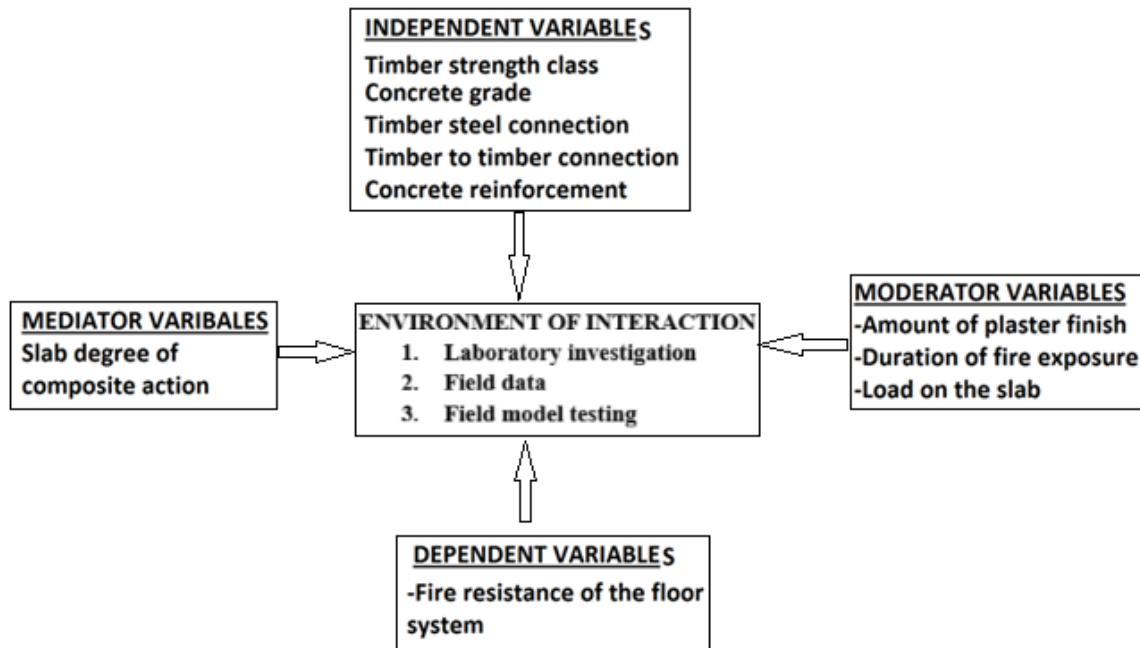 INDEPENDENT VARIABLES
Timber strength class
Concrete grade
Timber steel connection
Timber to timber connection
Concrete reinforcement
MEDIATOR VARIBALES
Slab degree of
composite action
ENVIRONMENT OF INTERACTION
1. Laboratory investigation
2. Field data
3. Field model testing
MODERATOR VARIABLES
-Amount of plaster finish
-Duration of fire exposure
-Load on the slab
DEPENDENT VARIABLES
-Fire resistance of the floor
system